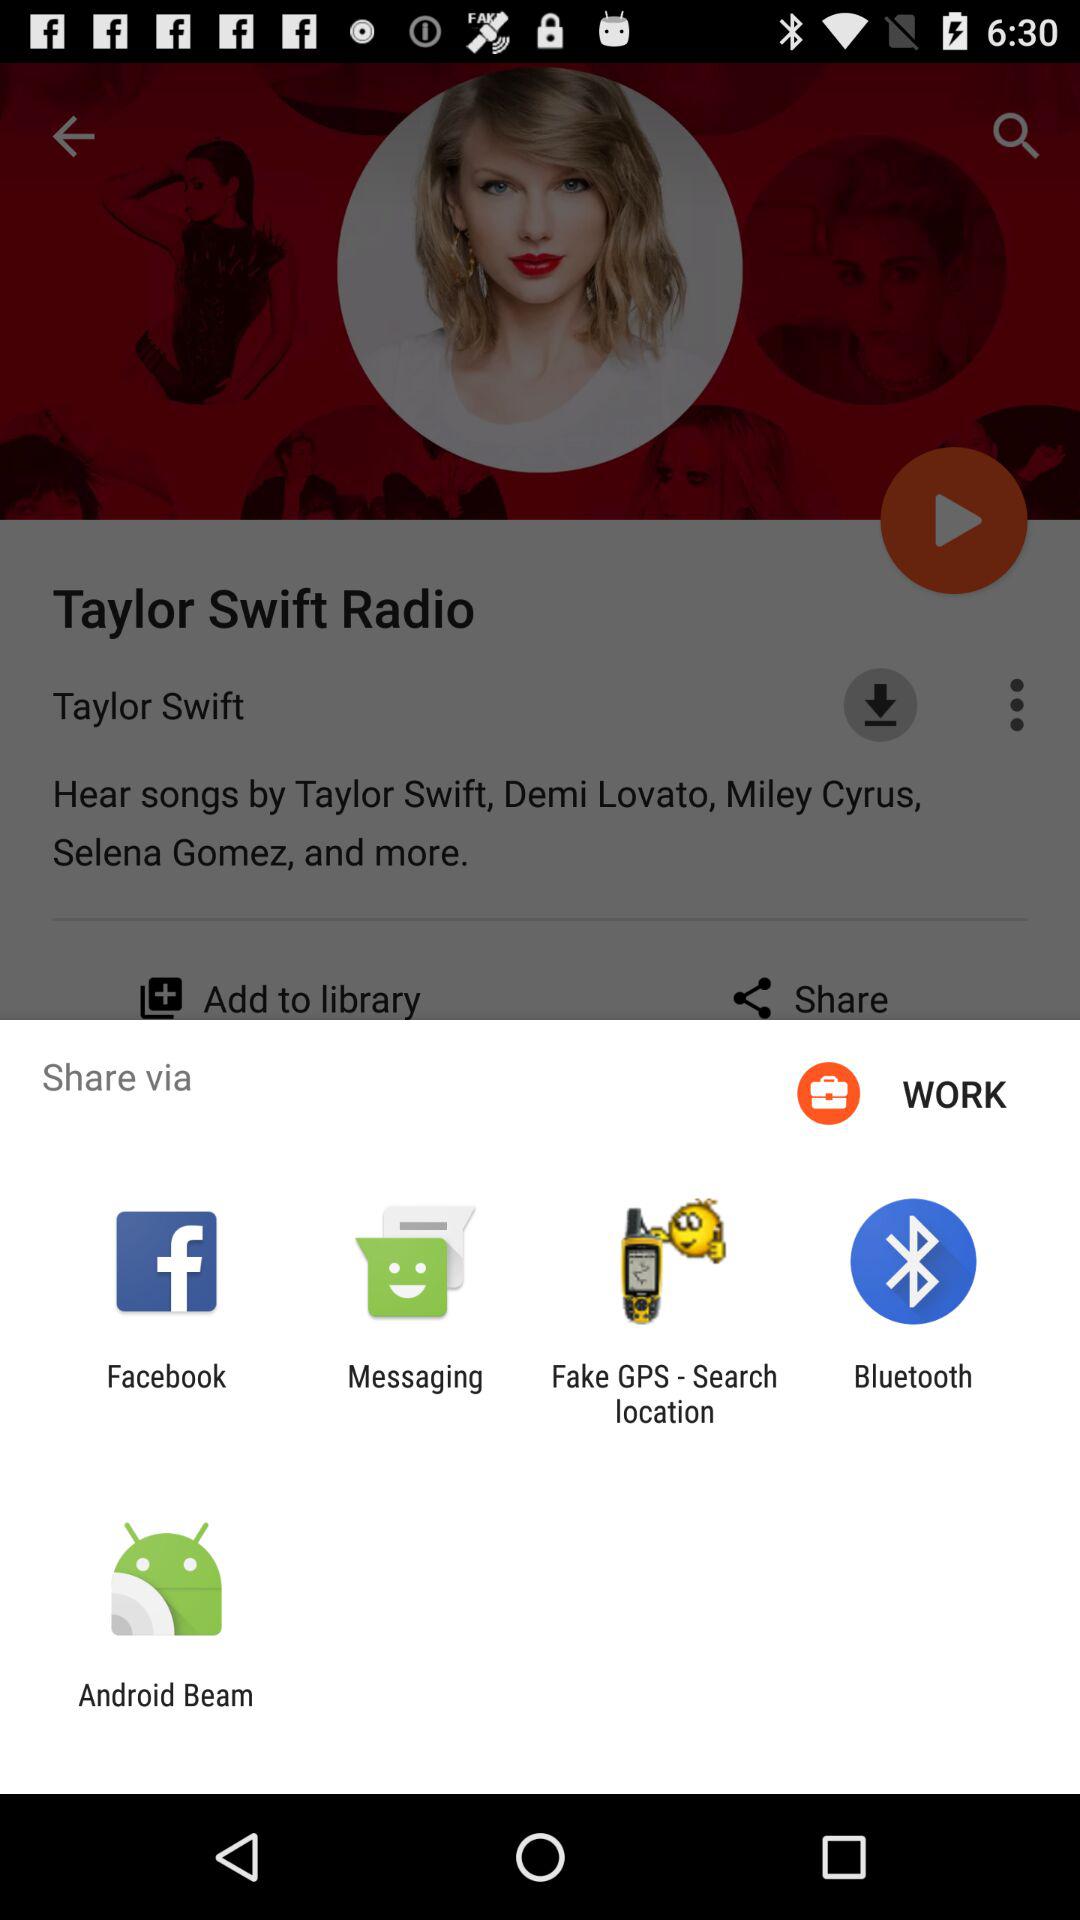 FAKE
6:30
Taylor Swift Radio
Taylor Swift
Hear songs by Taylor Swift, Demi Lovato, Miley Cyrus,
Selena Gomez, and more.
Add to library
Share
Share via
WORK
Facebook
Messaging
Fake GPS - Search
location
Bluetooth
Android Beam